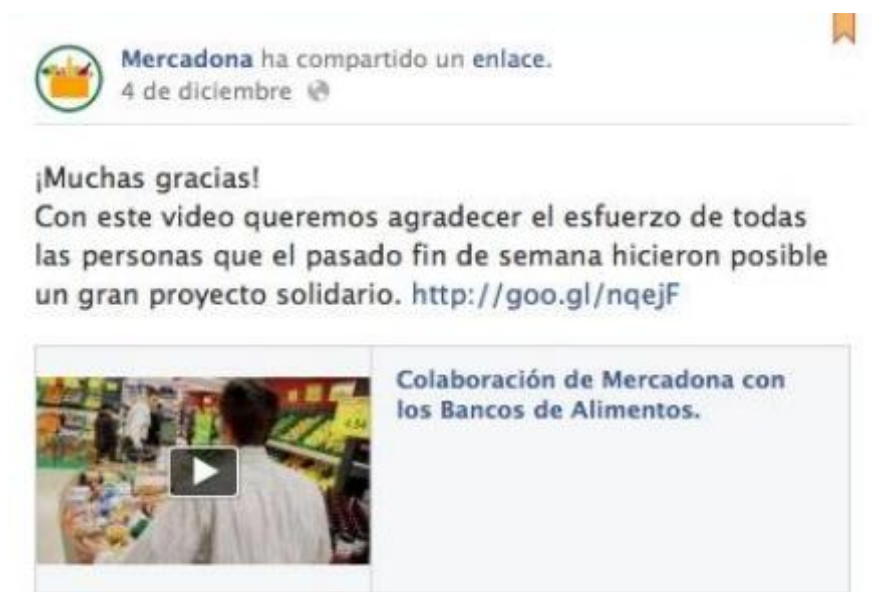 Mercadona ha compartido un enlace.
4 de diciembre
¡Muchas gracias!
Con este video queremos agradecer el esfuerzo de todas
las personas que el pasado fin de semana hicieron posible
un gran proyecto solidario. http://goo.gl/nqejF
Colaboración de Mercadona con
los Bancos de Alimentos.